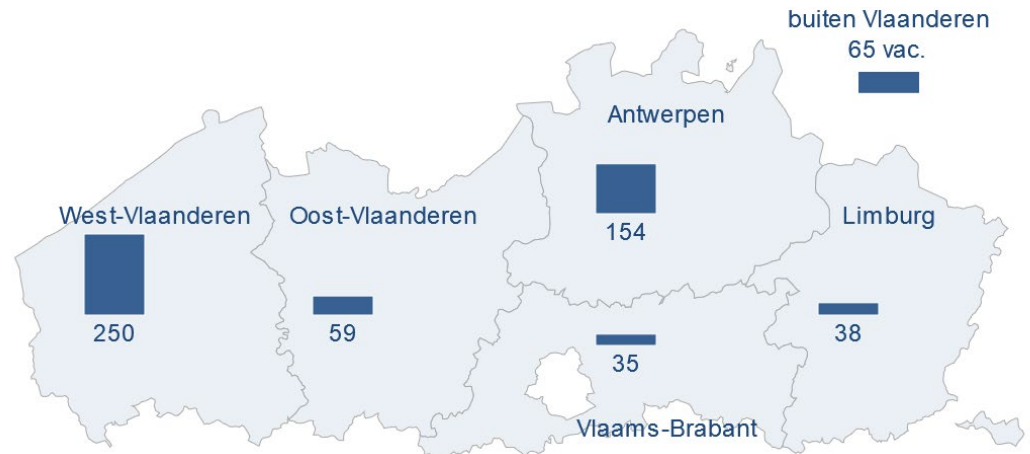 buiten Vlaanderen
65 vac.
Antwerpen
154
West-Vlaanderen
250
Oost-Vlaanderen
59
Limburg
38
35
Vlaams-Brabant